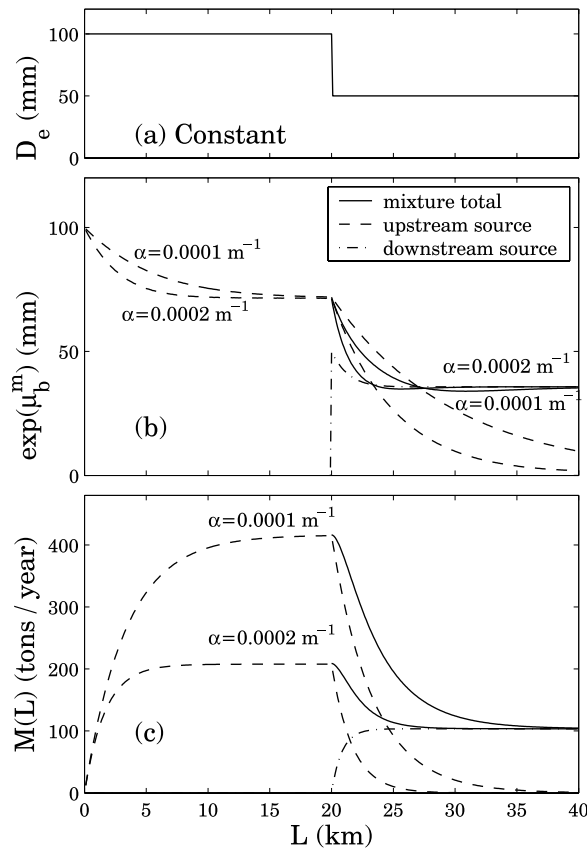 100
50
0
D_e (mm)
(a) Constant
mixture total
upstream source
downstream source
100
50
0
exp(μ_b^m) (mm)
α=0.0001 m⁻¹
α=0.0002 m⁻¹
α=0.0002 m⁻¹
α=0.0001 m⁻¹
(b)
400
300
200
100
0
M(L) (tons / year)
α=0.0001 m⁻¹
α=0.0002 m⁻¹
(c)
0 5 10 15 20 25 30 35 40
L (km)